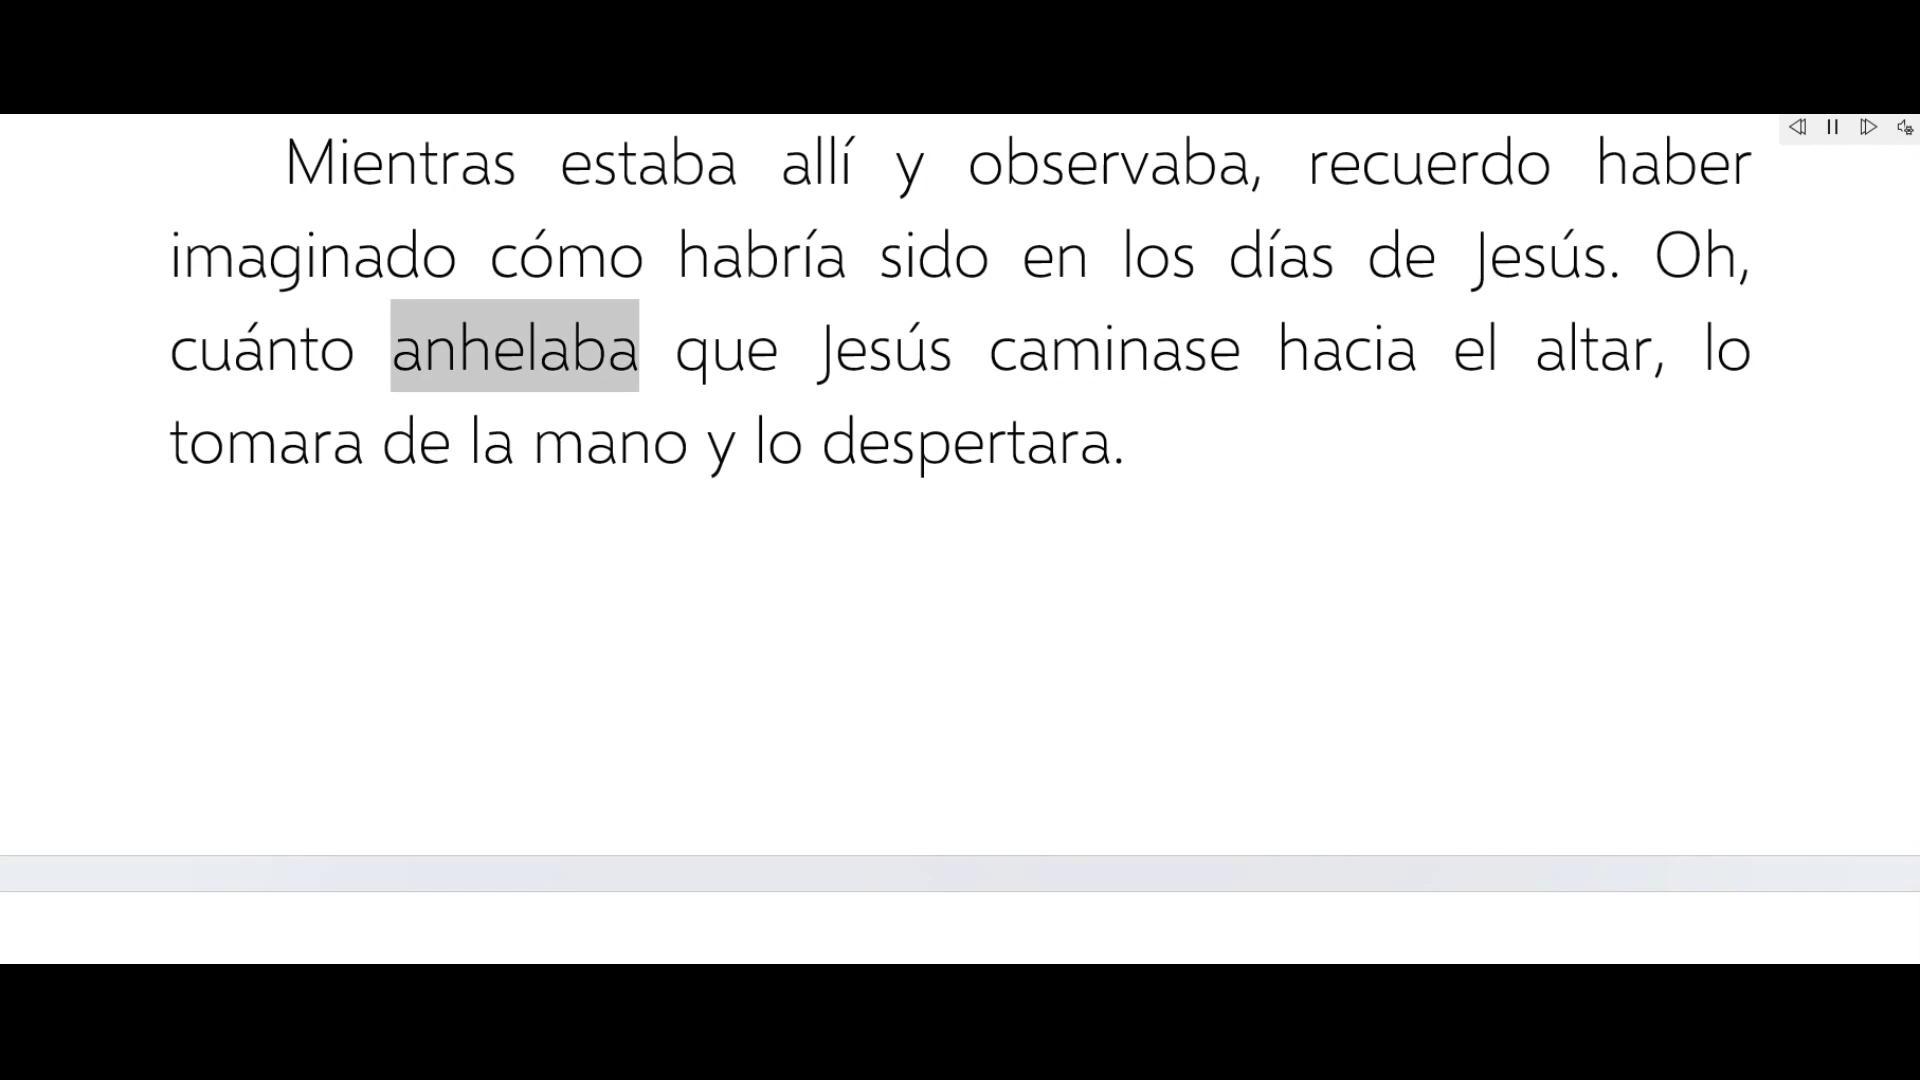 Mientras estaba allí y observaba, recuerdo haber
imaginado cómo habría sido en los días de Jesús. Oh,
cuánto anhelaba que Jesús caminase hacia el altar, lo
tomara de la mano y lo despertara.